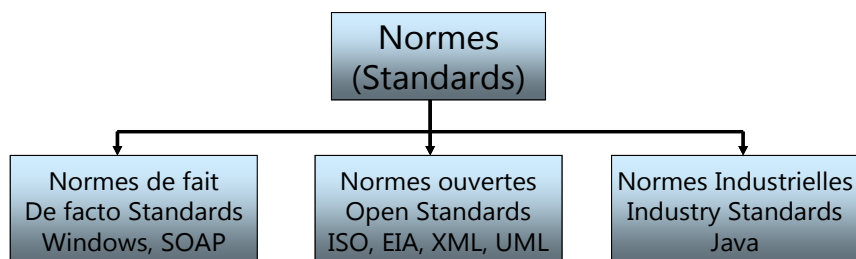 Normes
(Standards)
Normes de fait
De facto Standards
Windows, SOAP
Normes ouvertes
Open Standards
ISO, EIA, XML, UML
Normes Industrielles
Industry Standards
Java